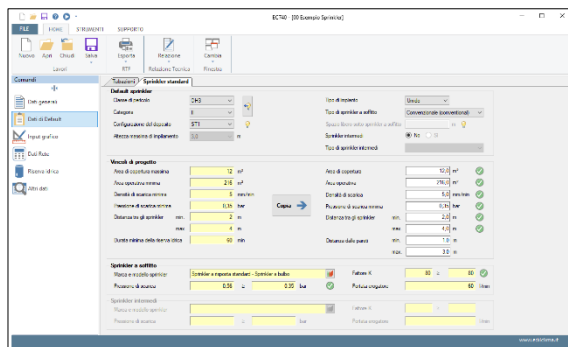 EC740 - [00 Esempio Sprinkler]
FILE HOME STRUMENTI SUPPORTO
Nuovo Apri Chiudi Salva Esporta Relazione Cambia
Lavori RTF Relazione Tecnica Finestra
Comandi
Tubazioni Sprinkler standard
Dati generali
Dati di Default
Input grafico
Dati Rete
Riserva idrica
Altri dati
Default sprinkler
Classe di pericolo OH3 Tipo di impianto Umido
Categoria II Tipo di sprinkler a soffitto Convenzionale (conventional)
Configurazione del deposito ST1 Spazio libero sotto sprinkler a soffitto m
Altezza massima di impilamento 3,0 m Sprinkler intermedi No Sì
Tipo di sprinkler intermedi
Vincoli di progetto
Area di copertura massima 12 m² Area di copertura 12,0 m²
Area operativa minima 216 m² Area operativa 216,0 m²
Densità di scarica minima 5 mm/min Densità di scarica 5,0 mm/min
Pressione di scarica minima 0,35 bar Copia Pressione di scarica minima 0,35 bar
Distanza tra gli sprinkler min. 2 m Distanza tra gli sprinkler min. 2,0 m
max. 4 m max. 4,0 m
Durata minima della riserva idrica 60 min Distanza dalle pareti min. 1,0 m
max.
Sprinkler a soffitto
Marca e modello sprinkler Sprinkler a risposta standard - Sprinkler a bulbo Fattore K 80 ≥ 80
Pressione di scarica 0,56 ≥ 0,35 bar Portata erogatore 60 l/min
Sprinkler intermedi
Marca e modello sprinkler Fattore K
Pressione di scarica bar Portata erogatore l/min